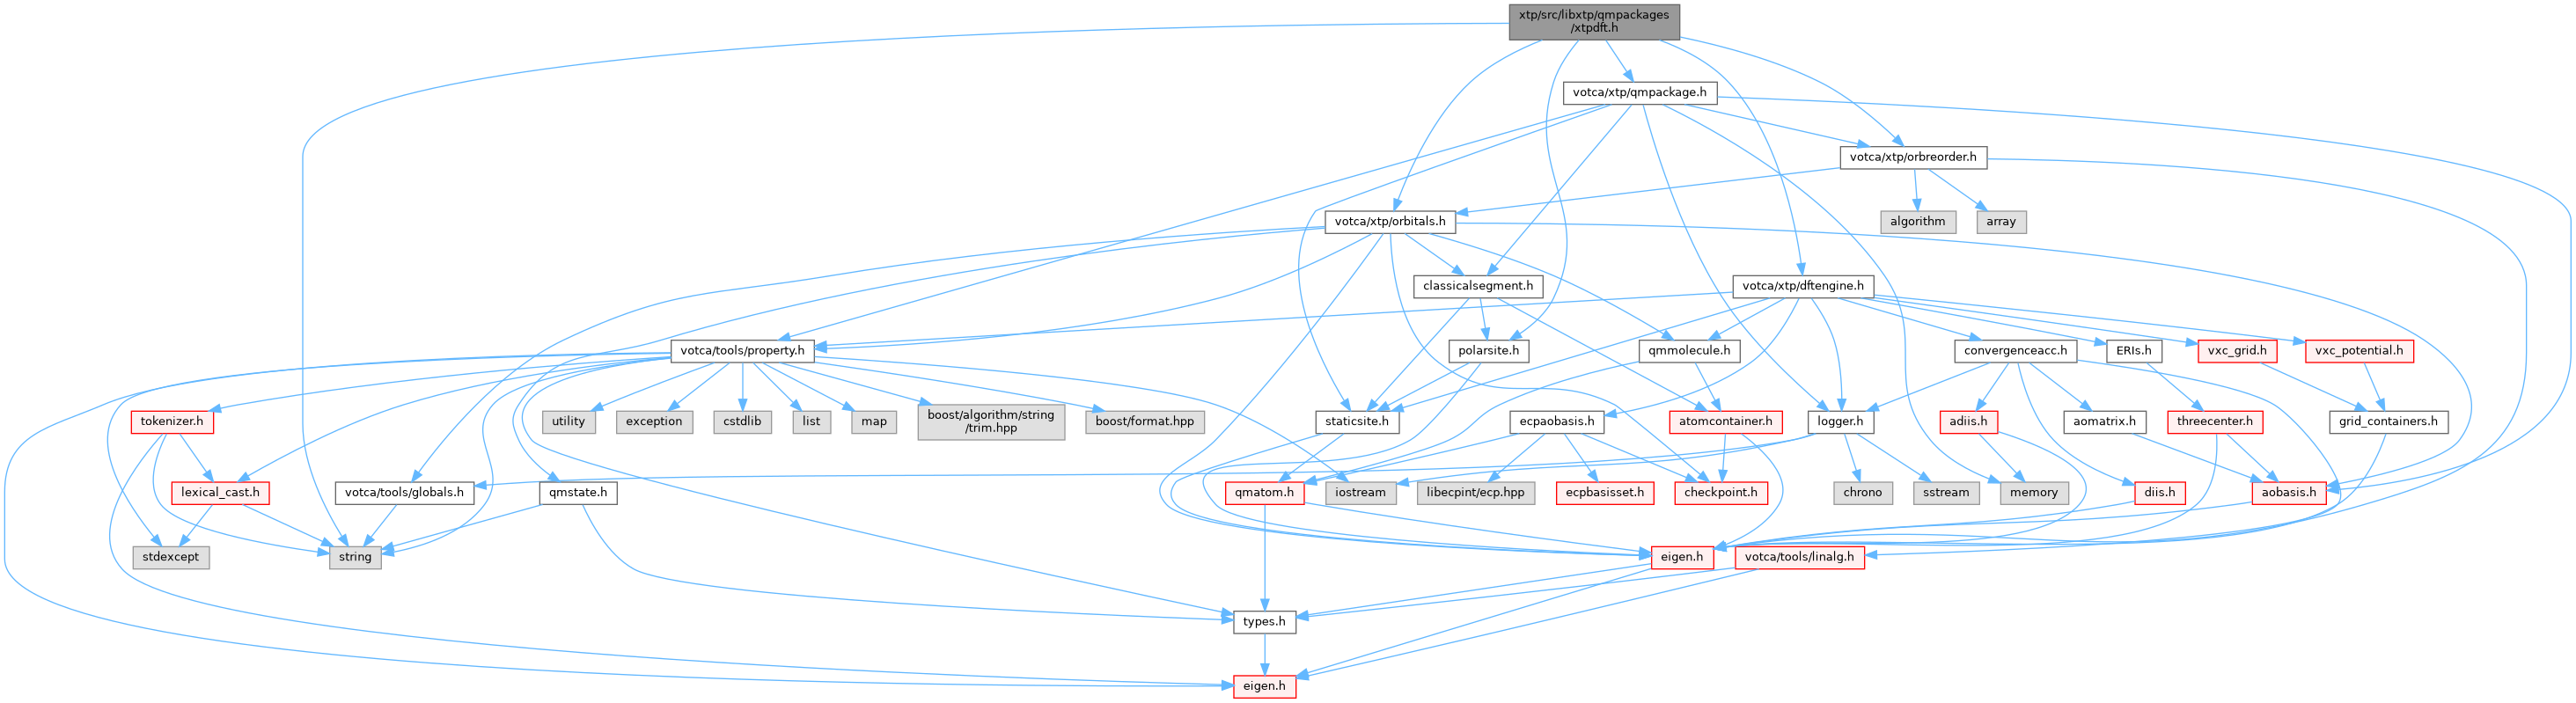 xtp/src/libxtp/qmpackages
/xtpdft.h
votca/xtp/qmpackage.h
votca/xtp/orbreorder.h
votca/xtp/orbitals.h
algorithm
array
classicalsegment.h
votca/xtp/dftengine.h
votca/tools/property.h
polarsite.h
qmmolecule.h
convergenceacc.h
ERIs.h
vxc_grid.h
vxc_potential.h
tokenizer.h
utility
exception
cstdlib
list
map
boost/algorithm/string
/trim.hpp
boost/format.hpp
staticsite.h
ecpaobasis.h
atomcontainer.h
logger.h
adiis.h
aomatrix.h
threecenter.h
grid_containers.h
lexical_cast.h
votca/tools/globals.h
qmstate.h
qmatom.h
iostream
libecpint/ecp.hpp
ecpbasisset.h
checkpoint.h
chrono
sstream
memory
diis.h
aobasis.h
stdexcept
string
eigen.h
votca/tools/linalg.h
types.h
eigen.h